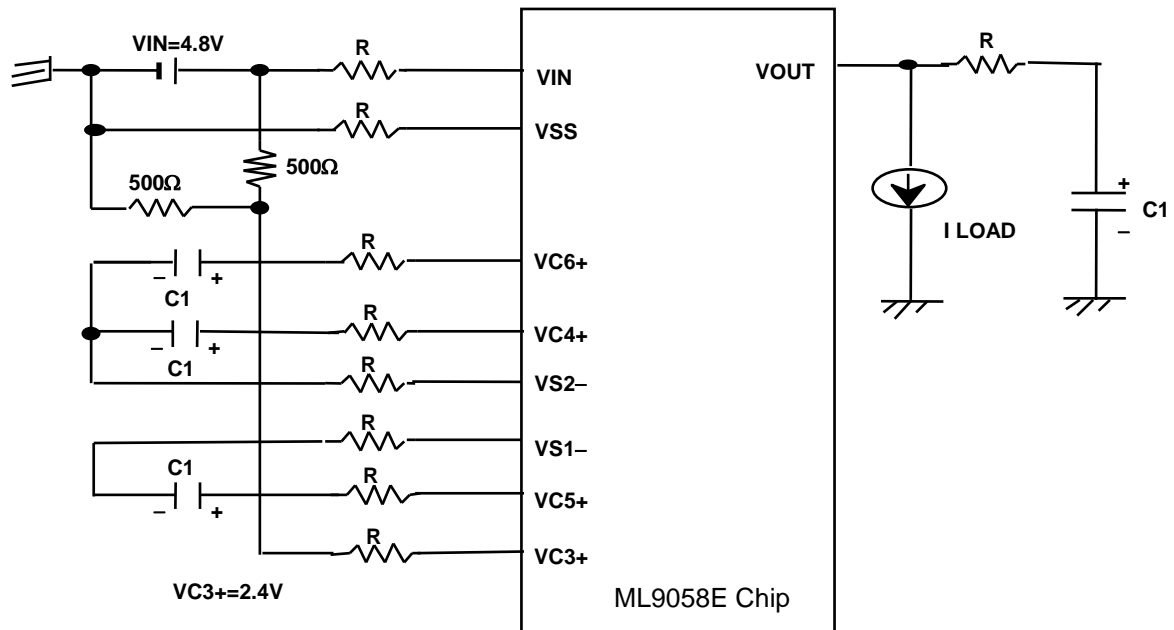 VIN=4.8V
R
VIN
VOUT
R
R
VSS
500Ω
500Ω
I LOAD
+
−
C1
R
VC6+
− +
C1
R
VC4+
− +
C1
R
VS2−
R
VS1−
C1
R
VC5+
− +
R
VC3+
VC3+=2.4V
ML9058E Chip